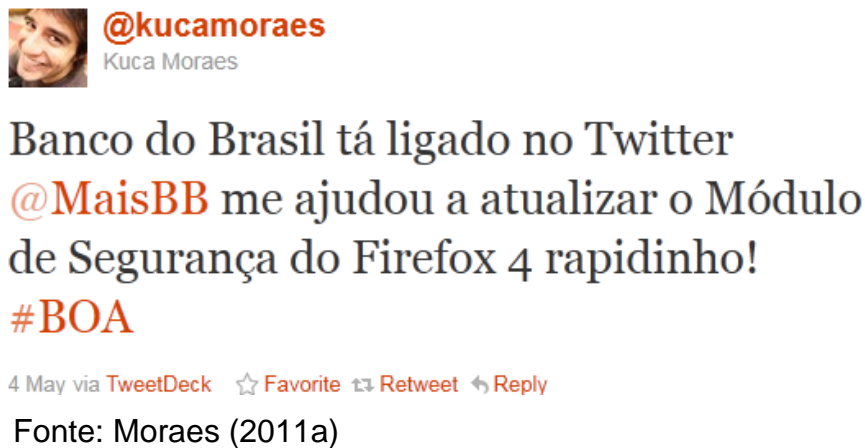 @kucamoraes
Kuca Moraes
Banco do Brasil tá ligado no Twitter
@MaisBB me ajudou a atualizar o Módulo
de Segurança do Firefox 4 rapidinho!
#BOA
4 May via TweetDeck Favorite Retweet Reply
Fonte: Moraes (2011a)